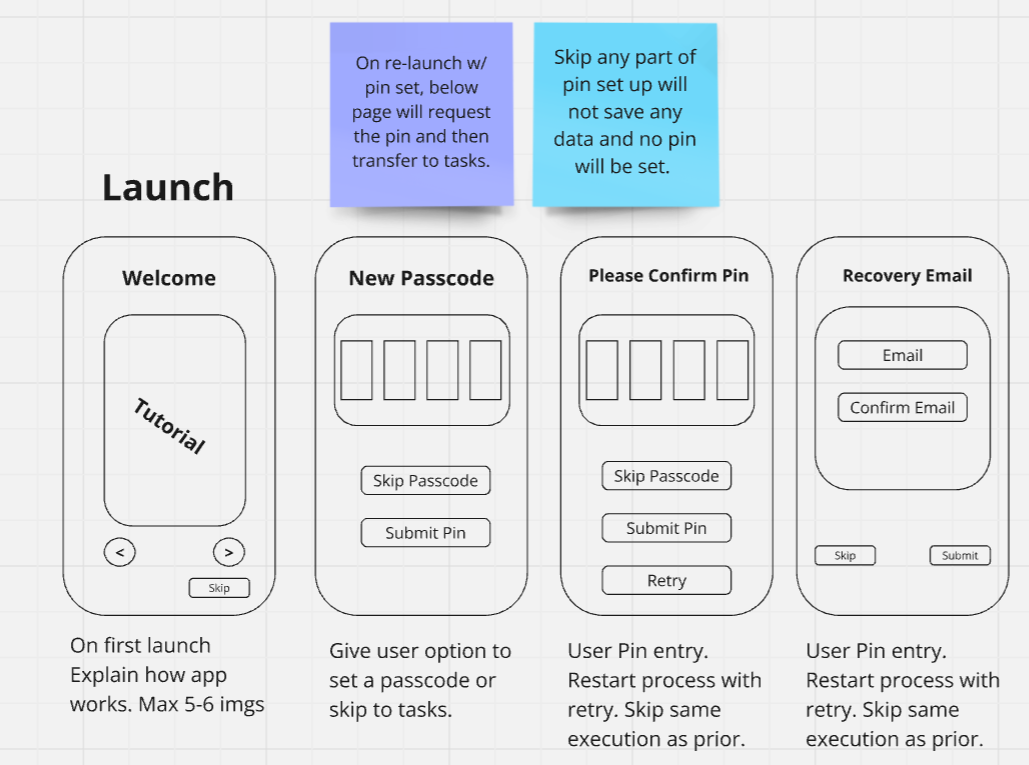 On re-launch w/
pin set, below
page will request
the pin and then
transfer to tasks.
Skip any part of
pin set up will
not save any
data and no pin
will be set.
Launch
Welcome
Tutorial
<
>
Skip
On first launch
Explain how app
works. Max 5-6 imgs
New Passcode
Skip Passcode
Submit Pin
Give user option to
set a passcode or
skip to tasks.
Please Confirm Pin
Skip Passcode
Submit Pin
Retry
User Pin entry.
Restart process with
retry. Skip same
execution as prior.
Recovery Email
Email
Confirm Email
Skip
Submit
User Pin entry.
Restart process with
retry. Skip same
execution as prior.